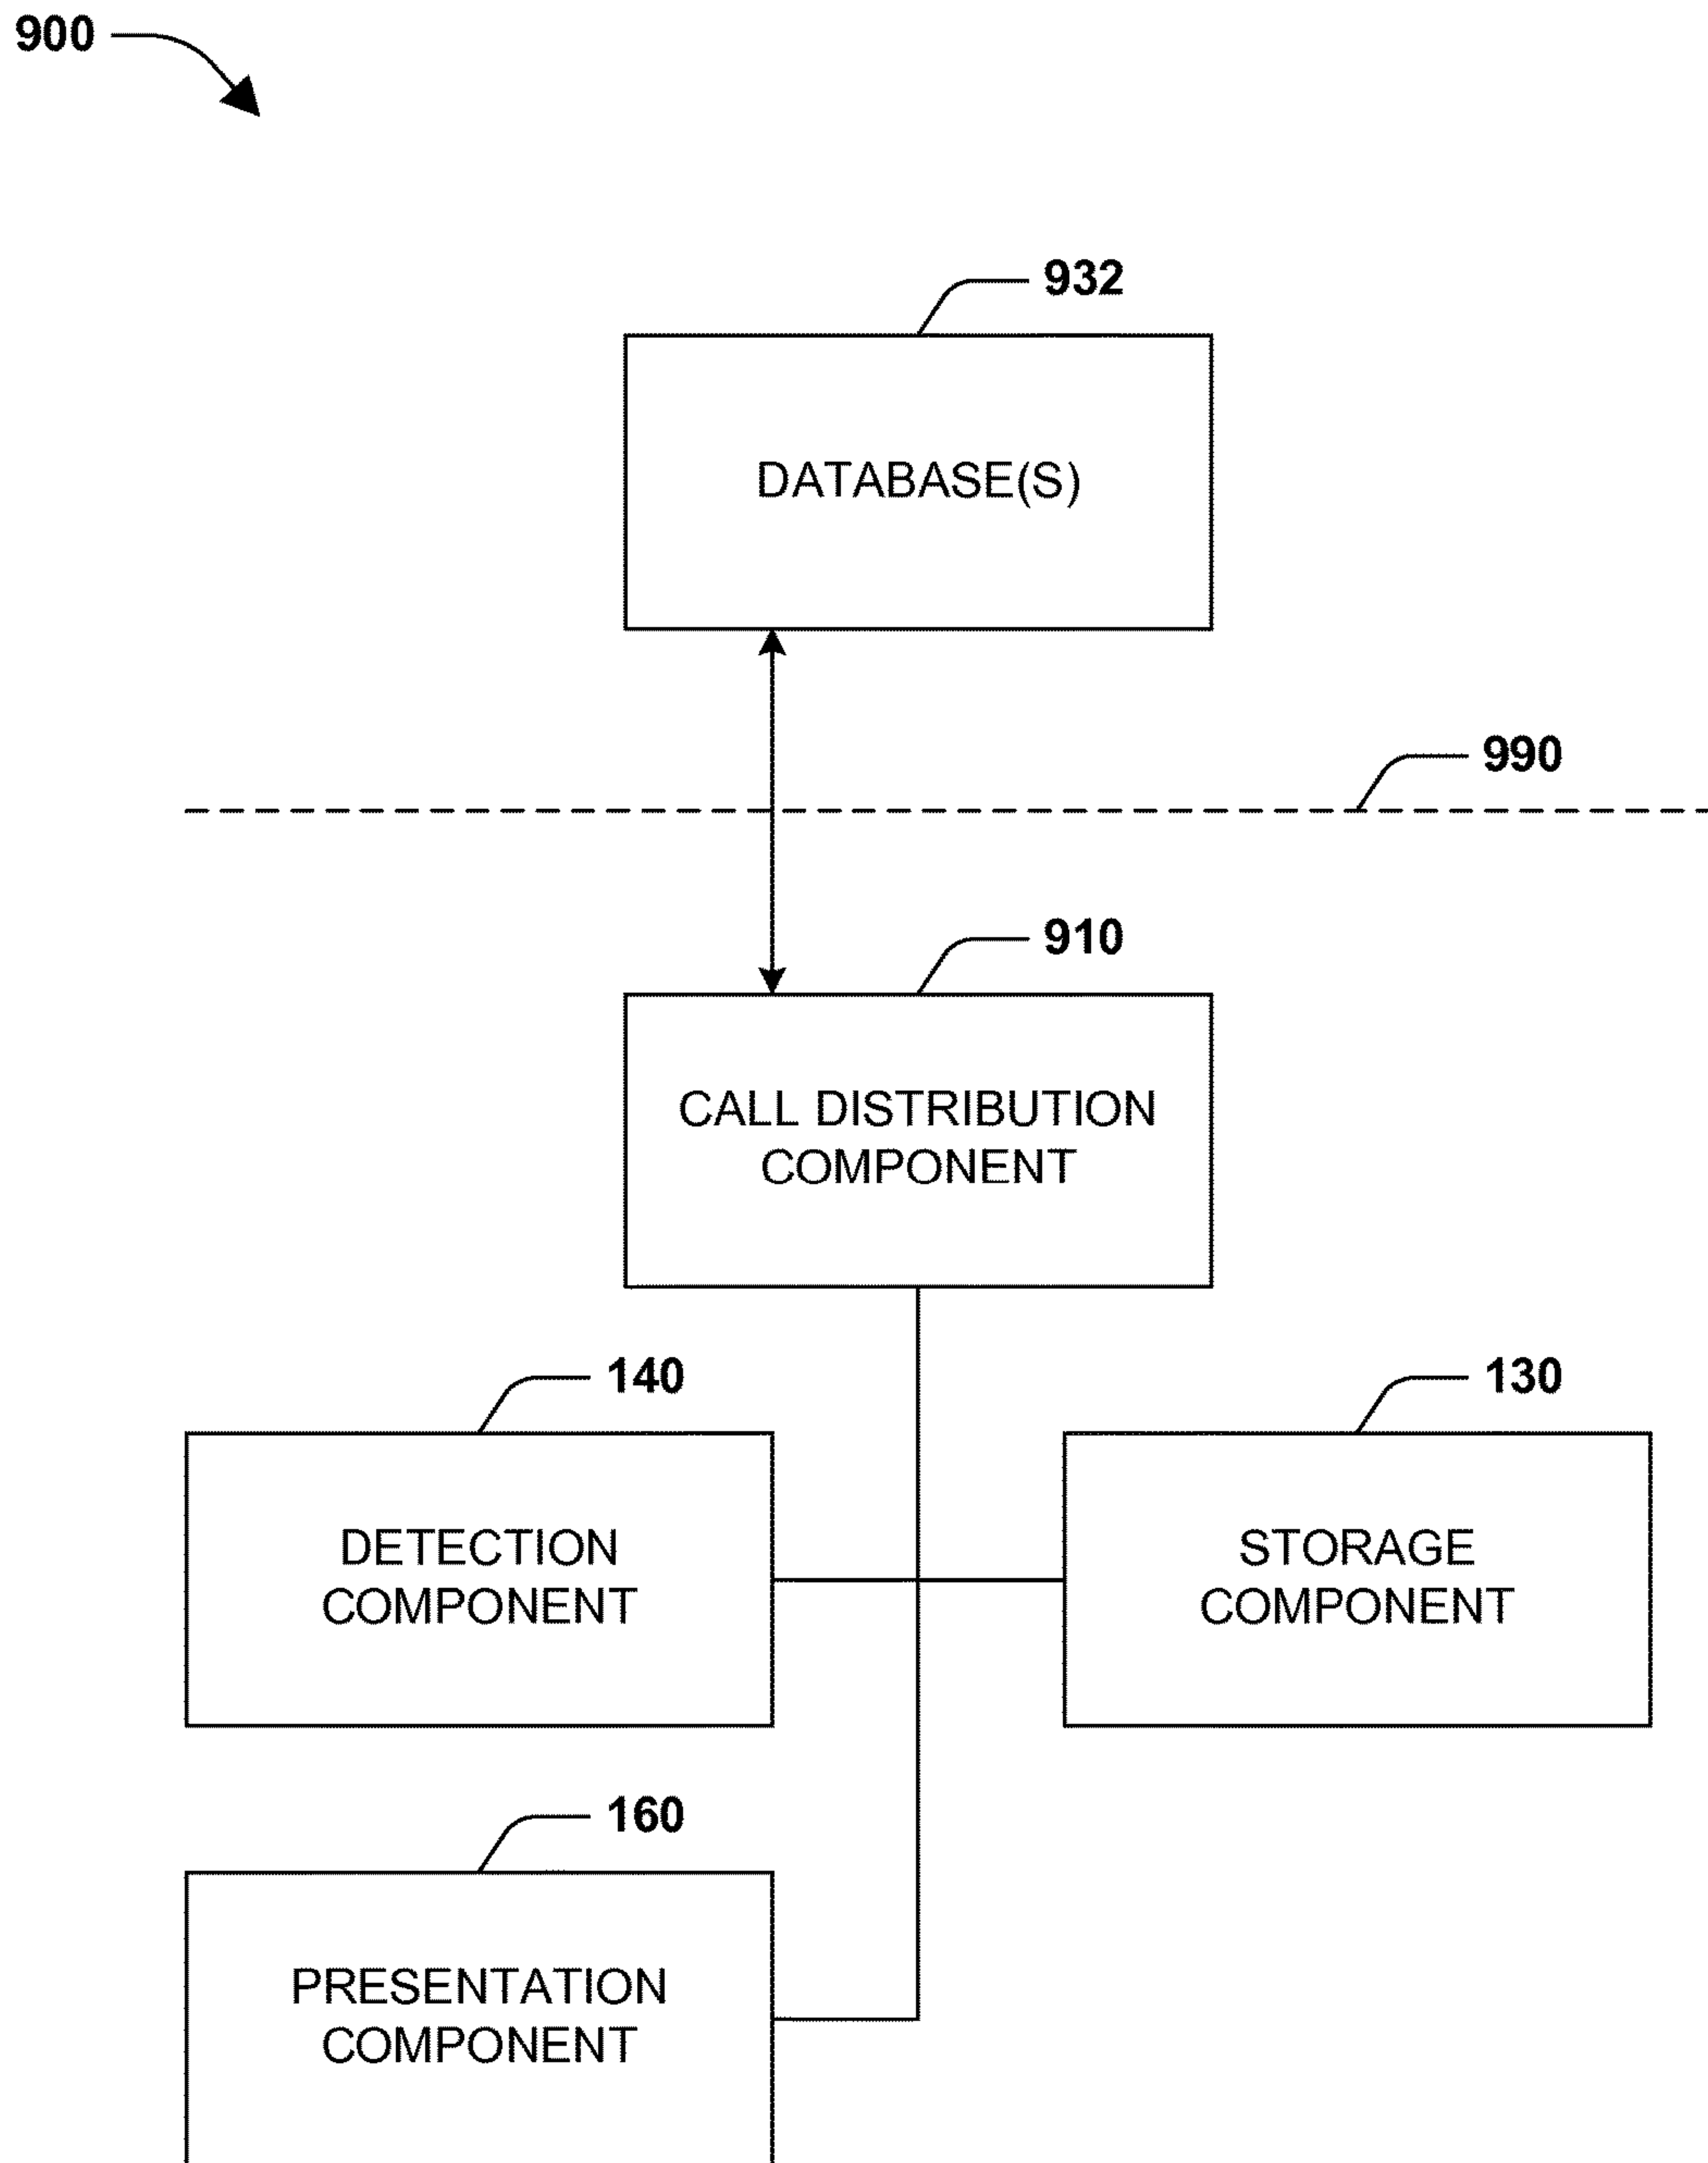 900
932
DATABASE(S)
990
910
CALL DISTRIBUTION
COMPONENT
140
130
DETECTION
COMPONENT
STORAGE
COMPONENT
160
PRESENTATION
COMPONENT